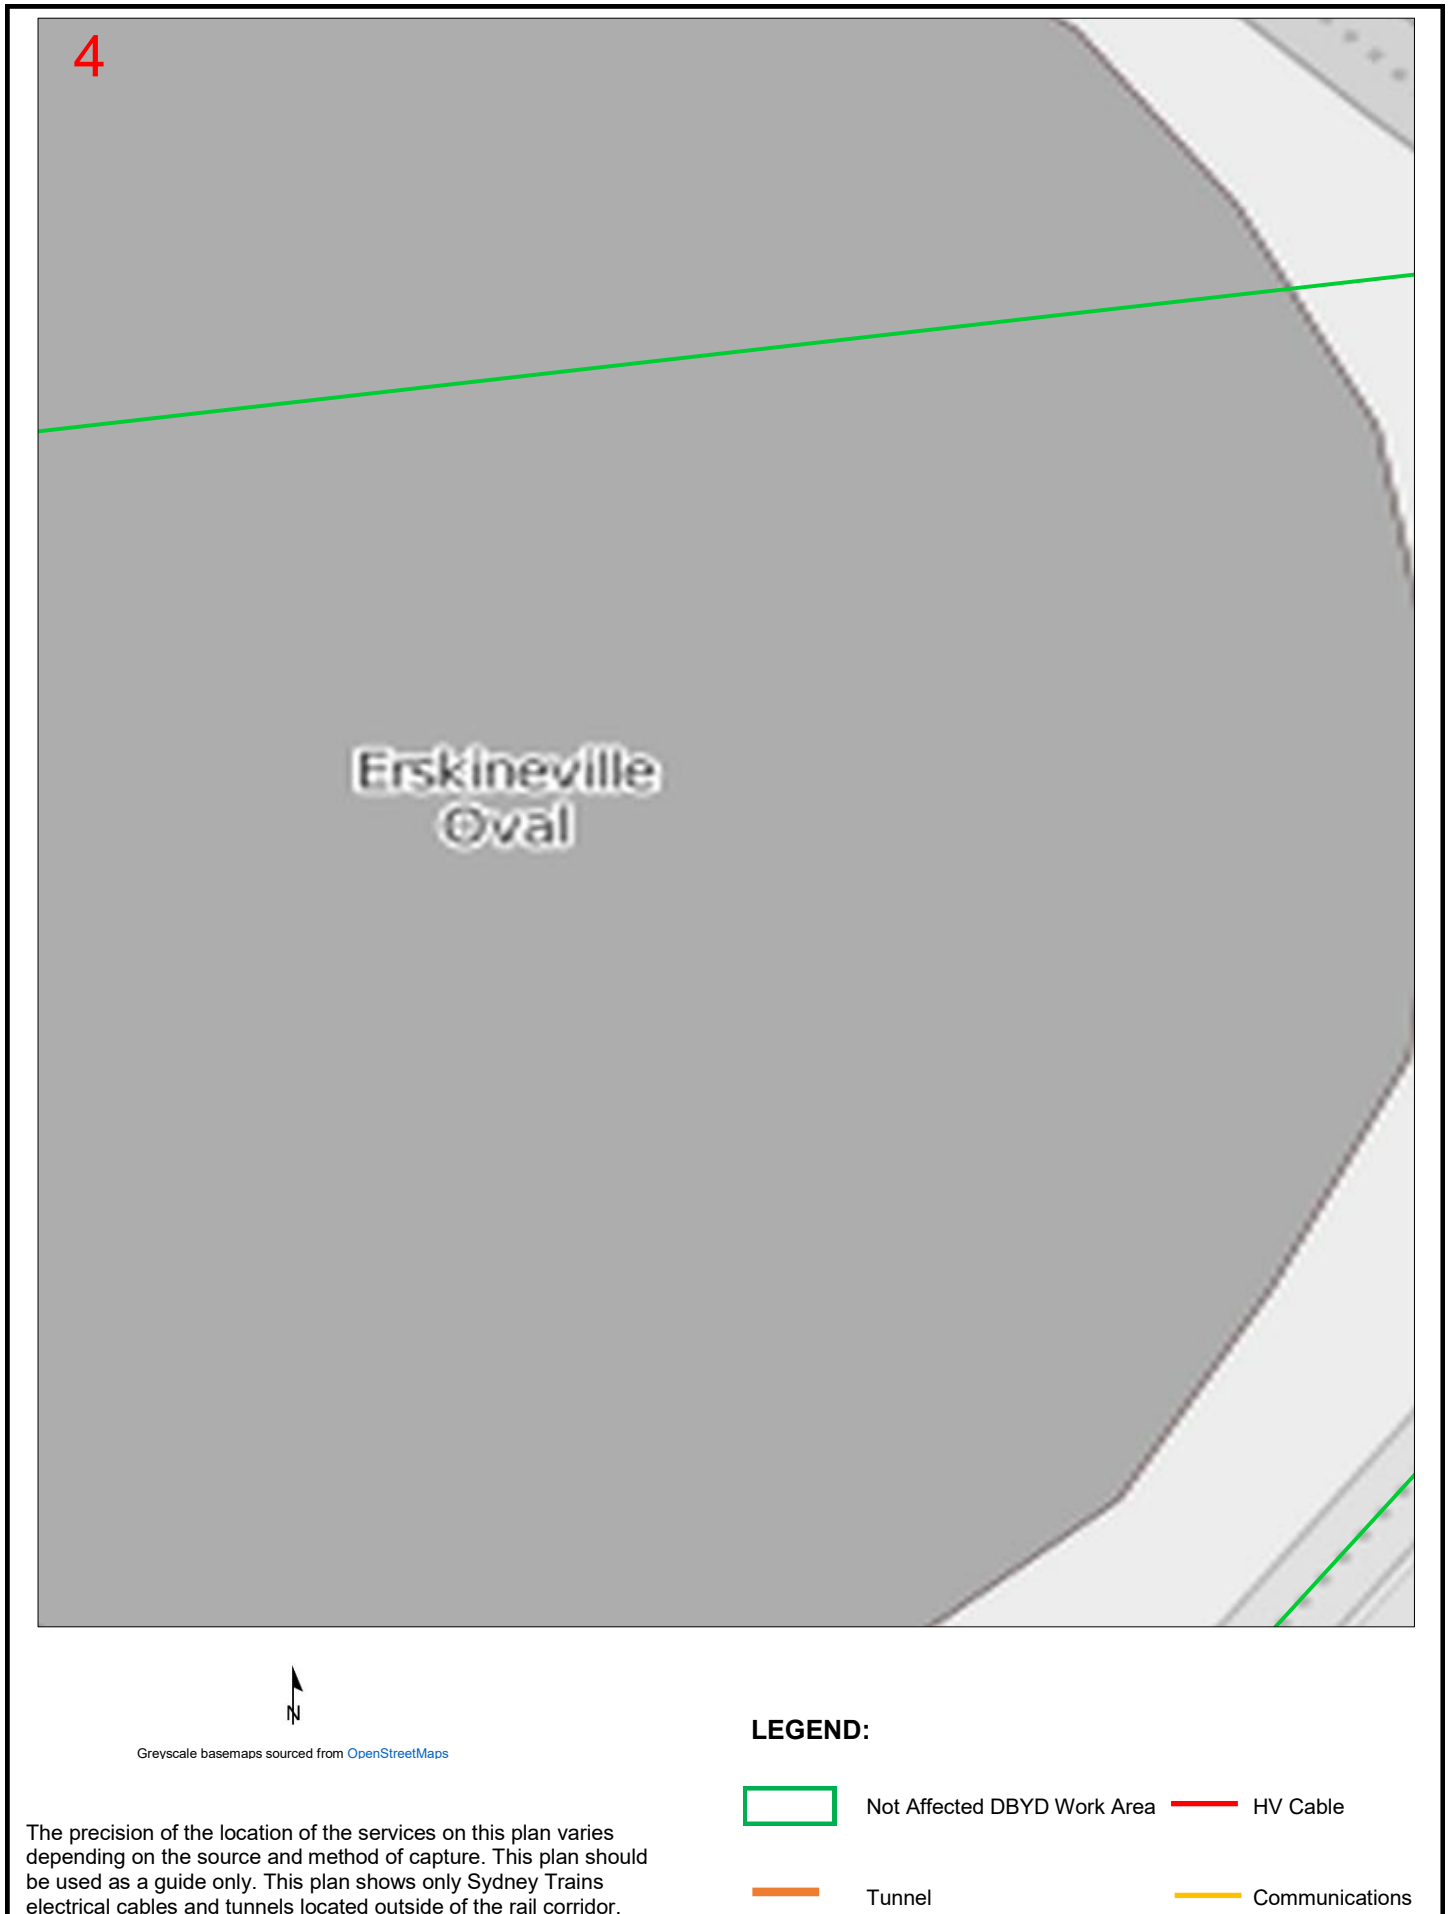 4
Erskineville
Oval
N
Greyscale basemaps sourced from OpenStreetMaps
The precision of the location of the services on this plan varies
depending on the source and method of capture. This plan should
be used as a guide only. This plan shows only Sydney Trains
electrical cables and tunnels located outside of the rail corridor.
LEGEND:
Not Affected DBYD Work Area
HV Cable
Tunnel
Communications